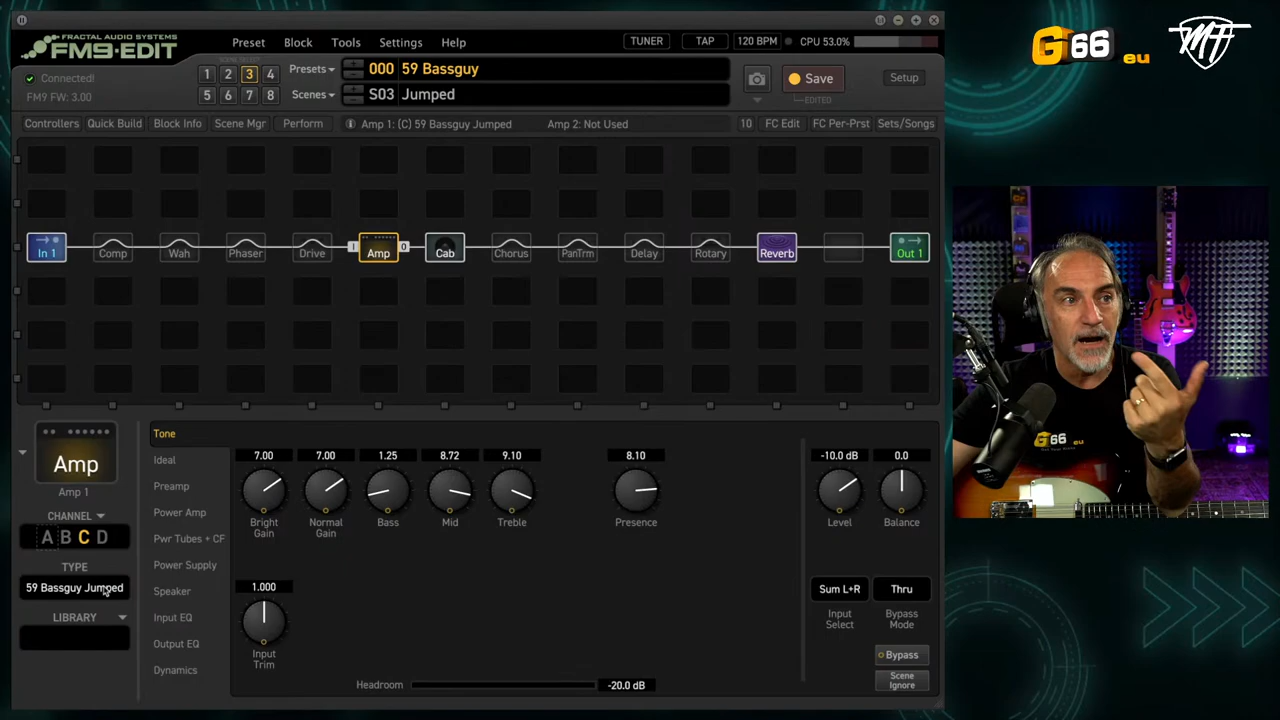 FRACTAL AUDIO SYSTEMS
FM9-EDIT
Preset Block Tools Settings Help
TUNER TAP 120 BPM CPU 53.0%
Connected!
FM9 FW: 3.00
1 2 3 4
5 6 7 8
Presets 000 59 Bassguy
Scenes S03 Jumped
Save
EDITED
Setup
Controllers Quick Build Block Info Scene Mgr Perform Amp 1: (C) 59 Bassguy Jumped Amp 2: Not Used 10 FC Edit FC Per-Prst Sets/Songs
In 1 Comp Wah Phaser Drive I Amp O Cab Chorus PanTrm Delay Rotary Reverb Out 1
Amp
Amp 1
CHANNEL
A B C D
TYPE
59 Bassguy Jumped
LIBRARY
Tone
Ideal
Preamp
Power Amp
Pwr Tubes + CF
Power Supply
Speaker
Input EQ
Output EQ
Dynamics
7.00 7.00 1.25 8.72 9.10 8.10 -10.0 dB 0.0
Bright Gain
Normal Gain
Bass
Mid
Treble
Presence
Level
Balance
1.000
Input Trim
Sum L+R
Input Select
Thru
Bypass Mode
Bypass
Scene Ignore
Headroom -20.0 dB
G66 eu
MF
G66 eu